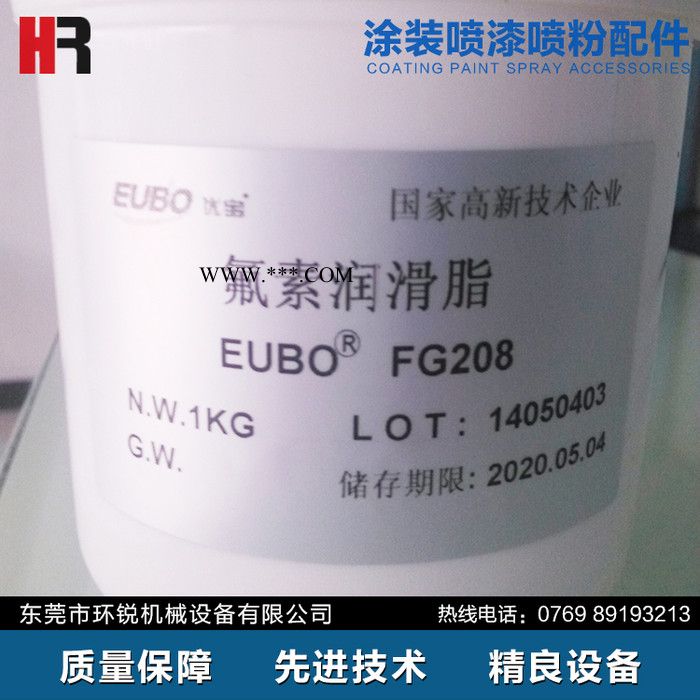 HR
涂装喷漆喷粉配件
COATING PAINT SPRAY ACCESSORIES
EUBO 优宝
国家高新技术企业
WWW.***.COM
氟素润滑脂
EUBO® FG208
N.W.1KG
LOT: 14050403
G.W.
储存期限: 2020.05.04
东莞市环锐机械设备有限公司
热线电话: 0769 89193213
质量保障 先进技术 精良设备